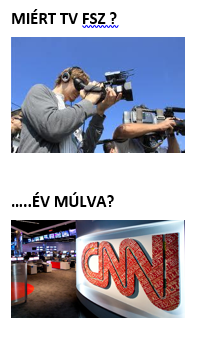 MIÉRT TV FSZ ?
…..ÉV MÚLVA?
CNN